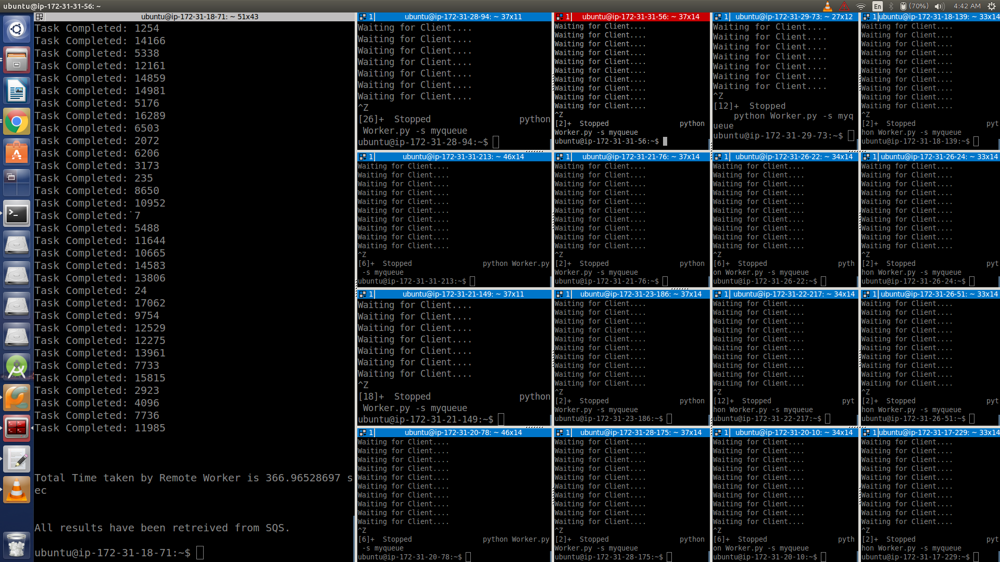 ubuntu@ip-172-31-31-56: ~
En
(70%)
4:42 AM
ubuntu@ip-172-31-18-71: ~ 51x43
Task Completed: 1254
Task Completed: 14166
Task Completed: 5338
Task Completed: 12161
Task Completed: 14859
Task Completed: 14981
Task Completed: 5176
Task Completed: 16289
Task Completed: 6503
Task Completed: 2072
Task Completed: 6206
Task Completed: 3173
Task Completed: 235
Task Completed: 8650
Task Completed: 10952
Task Completed: 7
Task Completed: 5488
Task Completed: 11644
Task Completed: 10665
Task Completed: 14583
Task Completed: 13806
Task Completed: 24
Task Completed: 17062
Task Completed: 9754
Task Completed: 12529
Task Completed: 12275
Task Completed: 13961
Task Completed: 7733
Task Completed: 15815
Task Completed: 2923
Task Completed: 4096
Task Completed: 7736
Task Completed: 11985
Total Time taken by Remote Worker is 366.96528697 s
ec
All results have been retreived from SQS.
ubuntu@ip-172-31-18-71:~$
1 ubuntu@ip-172-31-28-94: ~ 37x11
Waiting for Client....
Waiting for Client....
Waiting for Client....
Waiting for Client....
Waiting for Client....
Waiting for Client....
Waiting for Client....
^Z
[26]+  Stopped                 python
 Worker.py -s myqueue
ubuntu@ip-172-31-28-94:~$
1 ubuntu@ip-172-31-31-56: ~ 37x14
Waiting for Client....
Waiting for Client....
Waiting for Client....
Waiting for Client....
Waiting for Client....
Waiting for Client....
Waiting for Client....
Waiting for Client....
Waiting for Client....
Waiting for Client....
^Z
[2]+  Stopped                 python
Worker.py -s myqueue
ubuntu@ip-172-31-31-56:~$
1 ubuntu@ip-172-31-29-73: ~ 27x12
Waiting for Client....
Waiting for Client....
Waiting for Client....
Waiting for Client....
Waiting for Client....
Waiting for Client....
Waiting for Client....
^Z
[12]+  Stopped
    python Worker.py -s myq
ueue
ubuntu@ip-172-31-29-73:~$
1 ubuntu@ip-172-31-18-139: ~ 33x14
Waiting for Client....
Waiting for Client....
Waiting for Client....
Waiting for Client....
Waiting for Client....
Waiting for Client....
Waiting for Client....
Waiting for Client....
Waiting for Client....
Waiting for Client....
^Z
[2]+  Stopped                 pyt
hon Worker.py -s myqueue
ubuntu@ip-172-31-18-139:~$
1 ubuntu@ip-172-31-31-213: ~ 46x14
Waiting for Client....
Waiting for Client....
Waiting for Client....
Waiting for Client....
Waiting for Client....
Waiting for Client....
Waiting for Client....
Waiting for Client....
Waiting for Client....
Waiting for Client....
^Z
[6]+  Stopped                 python Worker.py
 -s myqueue
ubuntu@ip-172-31-31-213:~$
1 ubuntu@ip-172-31-21-76: ~ 37x14
Waiting for Client....
Waiting for Client....
Waiting for Client....
Waiting for Client....
Waiting for Client....
Waiting for Client....
Waiting for Client....
Waiting for Client....
Waiting for Client....
Waiting for Client....
^Z
[2]+  Stopped                 python
Worker.py -s myqueue
ubuntu@ip-172-31-21-76:~$
1 ubuntu@ip-172-31-26-22: ~ 34x14
Waiting for Client....
Waiting for Client....
Waiting for Client....
Waiting for Client....
Waiting for Client....
Waiting for Client....
Waiting for Client....
Waiting for Client....
Waiting for Client....
Waiting for Client....
^Z
[6]+  Stopped                 pyth
on Worker.py -s myqueue
ubuntu@ip-172-31-26-22:~$
1 ubuntu@ip-172-31-26-24: ~ 33x14
Waiting for Client....
Waiting for Client....
Waiting for Client....
Waiting for Client....
Waiting for Client....
Waiting for Client....
Waiting for Client....
Waiting for Client....
Waiting for Client....
Waiting for Client....
^Z
[2]+  Stopped                 pyt
hon Worker.py -s myqueue
ubuntu@ip-172-31-26-24:~$
1 ubuntu@ip-172-31-21-149: ~ 37x11
Waiting for Client....
Waiting for Client....
Waiting for Client....
Waiting for Client....
Waiting for Client....
Waiting for Client....
Waiting for Client....
^Z
[18]+  Stopped                 python
 Worker.py -s myqueue
ubuntu@ip-172-31-21-149:~$
1 ubuntu@ip-172-31-23-186: ~ 37x14
Waiting for Client....
Waiting for Client....
Waiting for Client....
Waiting for Client....
Waiting for Client....
Waiting for Client....
Waiting for Client....
Waiting for Client....
Waiting for Client....
Waiting for Client....
^Z
[2]+  Stopped                 python
Worker.py -s myqueue
ubuntu@ip-172-31-23-186:~$
1 ubuntu@ip-172-31-22-217: ~ 34x14
Waiting for Client....
Waiting for Client....
Waiting for Client....
Waiting for Client....
Waiting for Client....
Waiting for Client....
Waiting for Client....
Waiting for Client....
Waiting for Client....
Waiting for Client....
^Z
[12]+  Stopped                 pyt
hon Worker.py -s myqueue
ubuntu@ip-172-31-22-217:~$
1 ubuntu@ip-172-31-26-51: ~ 33x14
Waiting for Client....
Waiting for Client....
Waiting for Client....
Waiting for Client....
Waiting for Client....
Waiting for Client....
Waiting for Client....
Waiting for Client....
Waiting for Client....
Waiting for Client....
^Z
[2]+  Stopped                 pyt
hon Worker.py -s myqueue
ubuntu@ip-172-31-26-51:~$
1 ubuntu@ip-172-31-20-78: ~ 46x14
Waiting for Client....
Waiting for Client....
Waiting for Client....
Waiting for Client....
Waiting for Client....
Waiting for Client....
Waiting for Client....
Waiting for Client....
Waiting for Client....
Waiting for Client....
^Z
[6]+  Stopped                 python Worker.py
 -s myqueue
ubuntu@ip-172-31-20-78:~$
1 ubuntu@ip-172-31-28-175: ~ 37x14
Waiting for Client....
Waiting for Client....
Waiting for Client....
Waiting for Client....
Waiting for Client....
Waiting for Client....
Waiting for Client....
Waiting for Client....
Waiting for Client....
Waiting for Client....
^Z
[2]+  Stopped                 python
Worker.py -s myqueue
ubuntu@ip-172-31-28-175:~$
1 ubuntu@ip-172-31-20-10: ~ 34x14
Waiting for Client....
Waiting for Client....
Waiting for Client....
Waiting for Client....
Waiting for Client....
Waiting for Client....
Waiting for Client....
Waiting for Client....
Waiting for Client....
Waiting for Client....
^Z
[6]+  Stopped                 pyth
on Worker.py -s myqueue
ubuntu@ip-172-31-20-10:~$
1 ubuntu@ip-172-31-17-229: ~ 33x14
Waiting for Client....
Waiting for Client....
Waiting for Client....
Waiting for Client....
Waiting for Client....
Waiting for Client....
Waiting for Client....
Waiting for Client....
Waiting for Client....
Waiting for Client....
^Z
[2]+  Stopped                 pyt
hon Worker.py -s myqueue
ubuntu@ip-172-31-17-229:~$